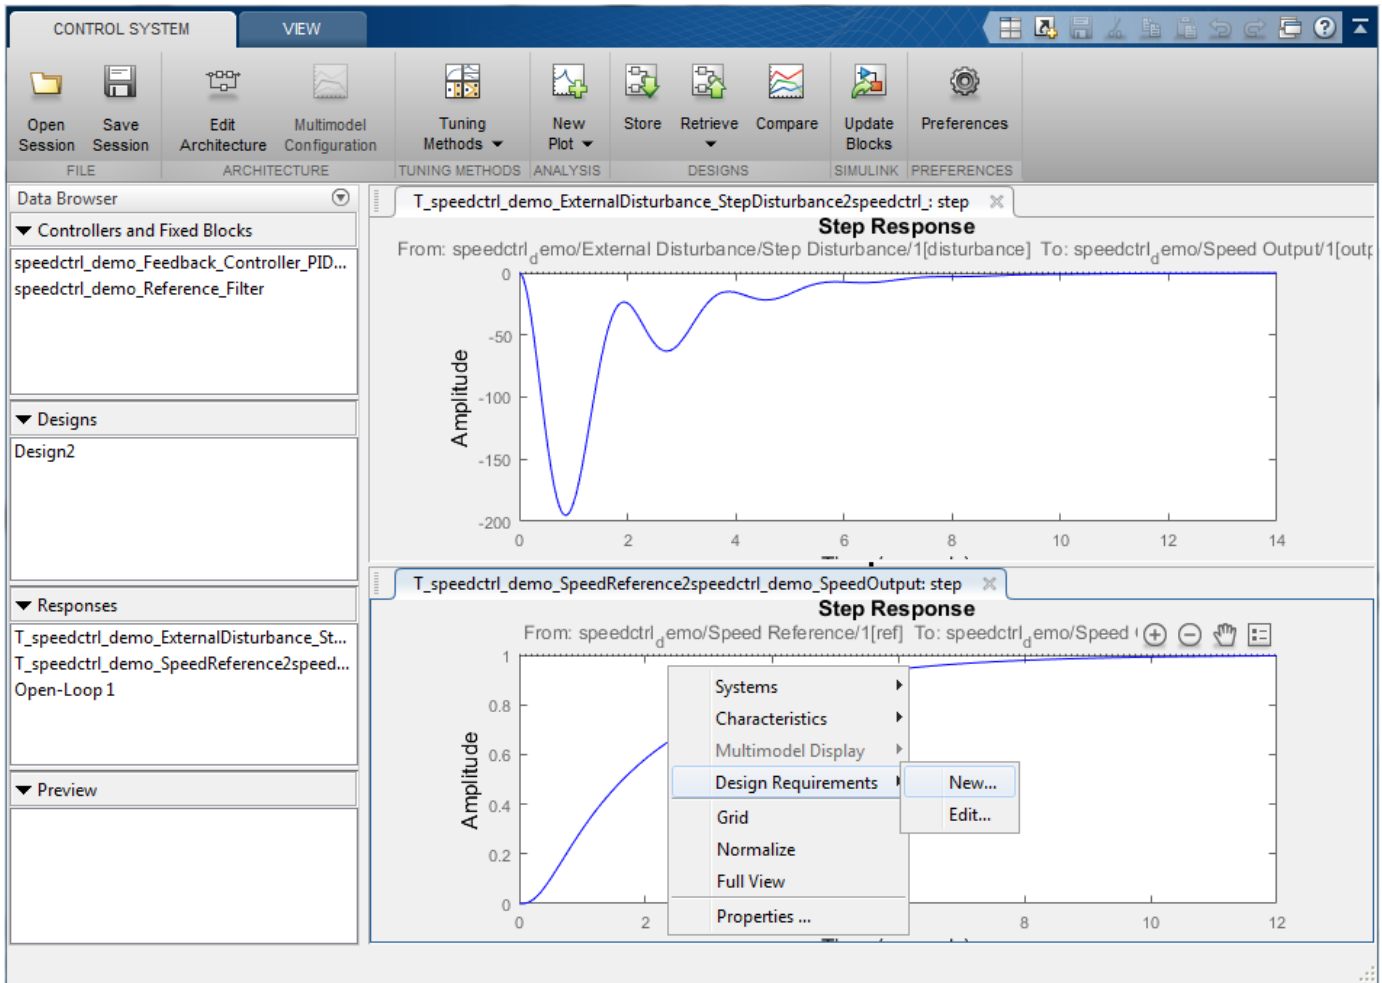 CONTROL SYSTEM
VIEW
Open Session
Save Session
Edit Architecture
Multimodel Configuration
Tuning Methods
New Plot
Store
Retrieve
Compare
Update Blocks
Preferences
FILE
ARCHITECTURE
TUNING METHODS
ANALYSIS
DESIGNS
SIMULINK
PREFERENCES
Data Browser
Controllers and Fixed Blocks
speedctrl_demo_Feedback_Controller_PID...
speedctrl_demo_Reference_Filter
Designs
Design2
Responses
T_speedctrl_demo_ExternalDisturbance_St...
T_speedctrl_demo_SpeedReference2speed...
Open-Loop 1
Preview
T_speedctrl_demo_ExternalDisturbance_StepDisturbance2speedctrl_: step
Step Response
From: speedctrl_demo/External Disturbance/Step Disturbance/1[disturbance] To: speedctrl_demo/Speed Output/1[outp
Amplitude
0
-50
-100
-150
-200
0 2 4 6 8 10 12 14
T_speedctrl_demo_SpeedReference2speedctrl_demo_SpeedOutput: step
Step Response
From: speedctrl_demo/Speed Reference/1[ref] To: speedctrl_demo/Speed
Amplitude
1
0.8
0.6
0.4
0.2
0
0 2 8 10 12
Systems
Characteristics
Multimodel Display
Design Requirements
Grid
Normalize
Full View
Properties ...
New...
Edit...